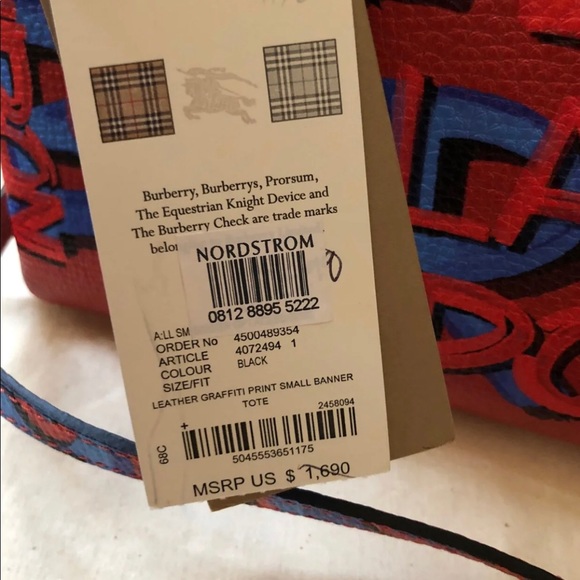 Burberry, Burberrys, Prorsum,
The Equestrian Knight Device and
The Burberry Check are trade marks
NORDSTROM
0812 8895 5222
A:LL SM
ORDER No 4500489354
ARTICLE 4072494 1
COLOUR BLACK
SIZE/FIT
LEATHER GRAFFITI PRINT SMALL BANNER
TOTE
2458094
68C
5045553651175
MSRP US $ 1,690